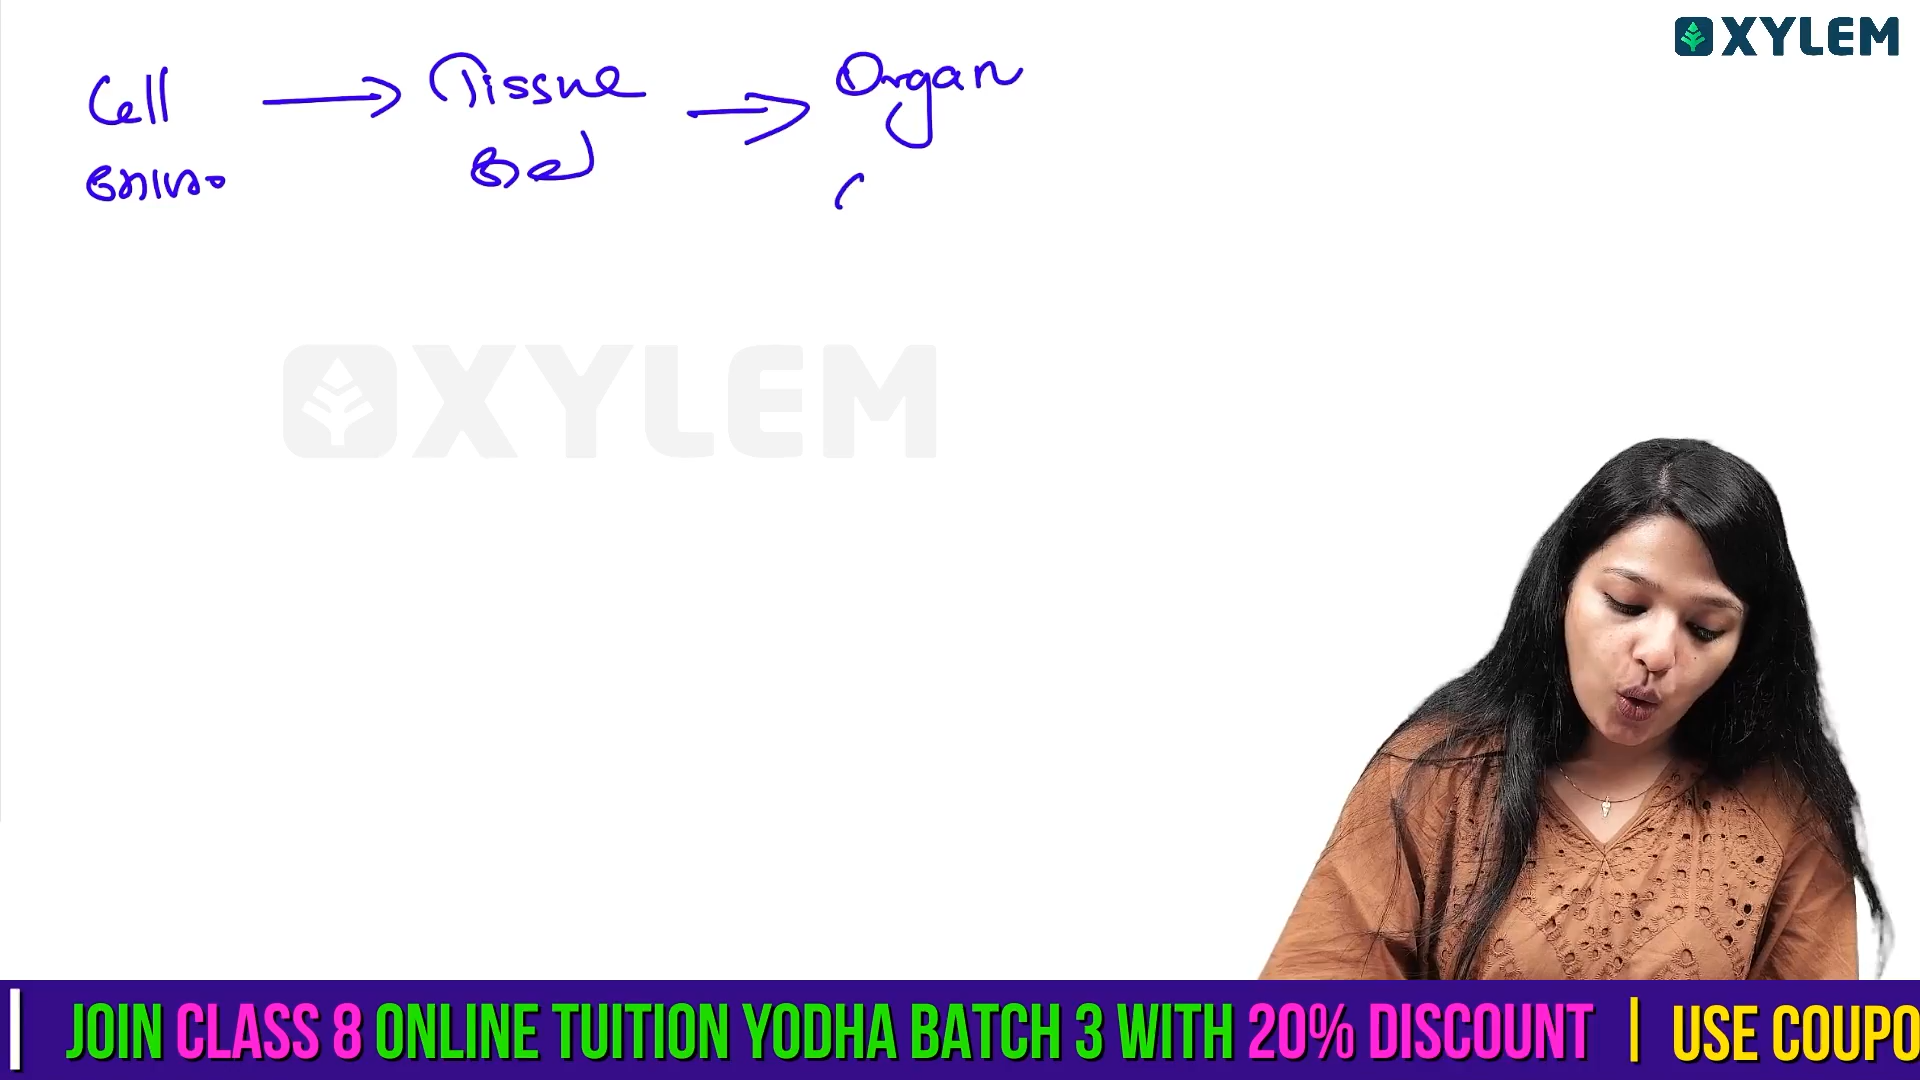 XYLEM
Cell → Tissue → Organ
കോശം കല
XYLEM
JOIN CLASS 8 ONLINE TUITION YODHA BATCH 3 WITH 20% DISCOUNT | USE COUPO